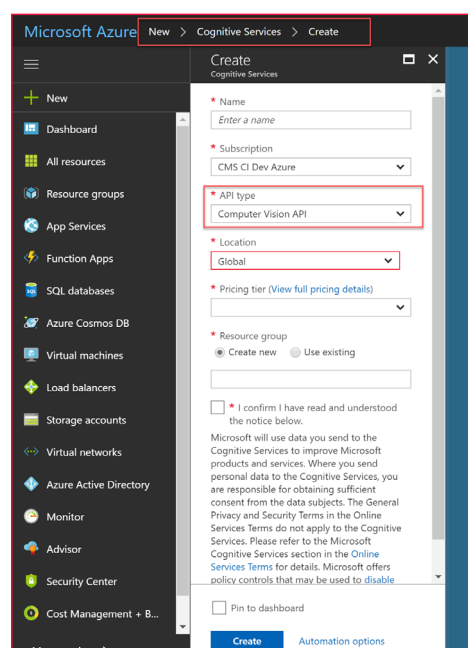 Microsoft Azure New > Cognitive Services > Create
Create
Cognitive Services
New
Dashboard
All resources
Resource groups
App Services
Function Apps
SQL databases
Azure Cosmos DB
Virtual machines
Load balancers
Storage accounts
Virtual networks
Azure Active Directory
Monitor
Advisor
Security Center
Cost Management + B...
* Name
Enter a name
* Subscription
CMS CI Dev Azure
* API type
Computer Vision API
* Location
Global
* Pricing tier (View full pricing details)
* Resource group
Create new Use existing
* I confirm I have read and understood
the notice below.
Microsoft will use data you send to the
Cognitive Services to improve Microsoft
products and services. Where you send
personal data to the Cognitive Services, you
are responsible for obtaining sufficient
consent from the data subjects. The General
Privacy and Security Terms in the Online
Services Terms do not apply to the Cognitive
Services. Please refer to the Microsoft
Cognitive Services section in the Online
Services Terms for details. Microsoft offers
policy controls that may be used to disable
Pin to dashboard
Create Automation options